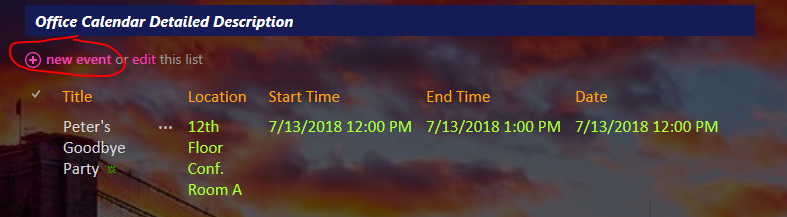 Office Calendar Detailed Description
new event or edit this list
Title Location Start Time End Time Date
Peter's ... 12th 7/13/2018 12:00 PM 7/13/2018 1:00 PM 7/13/2018 12:00 PM
Goodbye Floor
Party Conf.
Room A